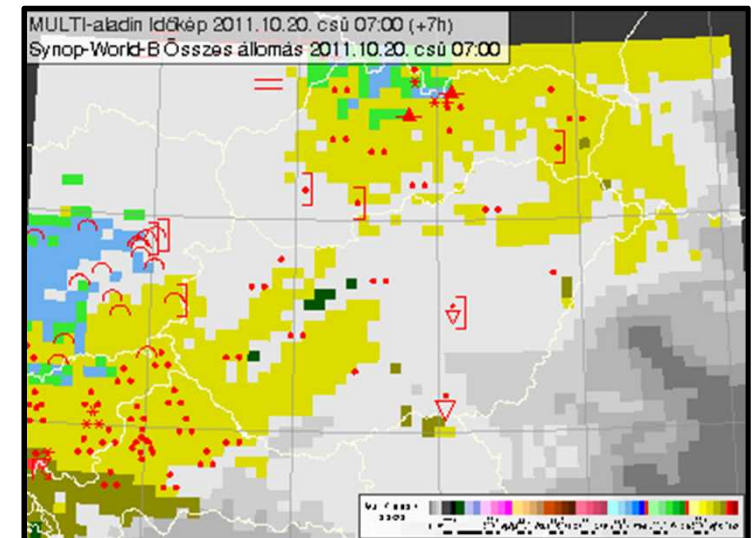 MULTI-aladin Időkép 2011.10.20. csü 07:00 (+7h)
Synop-World-B Összes állomás 2011.10.20. csü 07:00